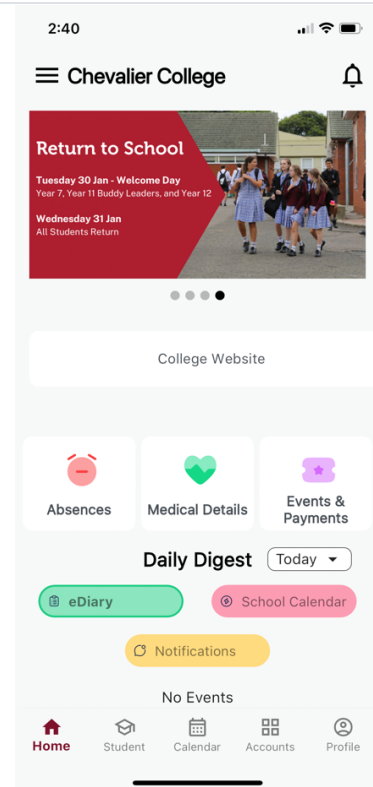 2:40
Chevalier College
Return to School
Tuesday 30 Jan - Welcome Day
Year 7, Year 11 Buddy Leaders, and Year 12
Wednesday 31 Jan
All Students Return
College Website
Absences
Medical Details
Events &
Payments
Daily Digest
Today
eDiary
School Calendar
Notifications
No Events
Home
Student
Calendar
Accounts
Profile